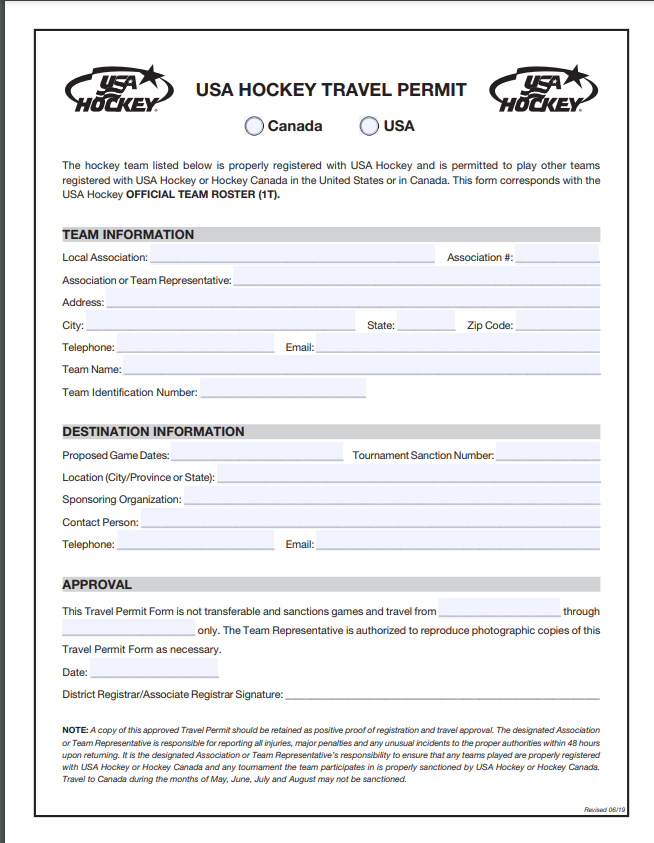 USA HOCKEY
USA HOCKEY TRAVEL PERMIT
USA HOCKEY
Canada USA
The hockey team listed below is properly registered with USA Hockey and is permitted to play other teams
registered with USA Hockey or Hockey Canada in the United States or in Canada. This form corresponds with the
USA Hockey OFFICIAL TEAM ROSTER (1T).
TEAM INFORMATION
Local Association: Association #:
Association or Team Representative:
Address:
City: State: Zip Code:
Telephone: Email:
Team Name:
Team Identification Number:
DESTINATION INFORMATION
Proposed Game Dates: Tournament Sanction Number:
Location (City/Province or State):
Sponsoring Organization:
Contact Person:
Telephone: Email:
APPROVAL
This Travel Permit Form is not transferable and sanctions games and travel from through
only. The Team Representative is authorized to reproduce photographic copies of this
Travel Permit Form as necessary.
Date:
District Registrar/Associate Registrar Signature:
NOTE: A copy of this approved Travel Permit should be retained as positive proof of registration and travel approval. The designated Association
or Team Representative is responsible for reporting all injuries, major penalties and any unusual incidents to the proper authorities within 48 hours
upon returning. It is the designated Association or Team Representative's responsibility to ensure that any teams played are properly registered
with USA Hockey or Hockey Canada and any tournament the team participates in is properly sanctioned by USA Hockey or Hockey Canada.
Travel to Canada during the months of May, June, July and August may not be sanctioned.
Revised 06/19